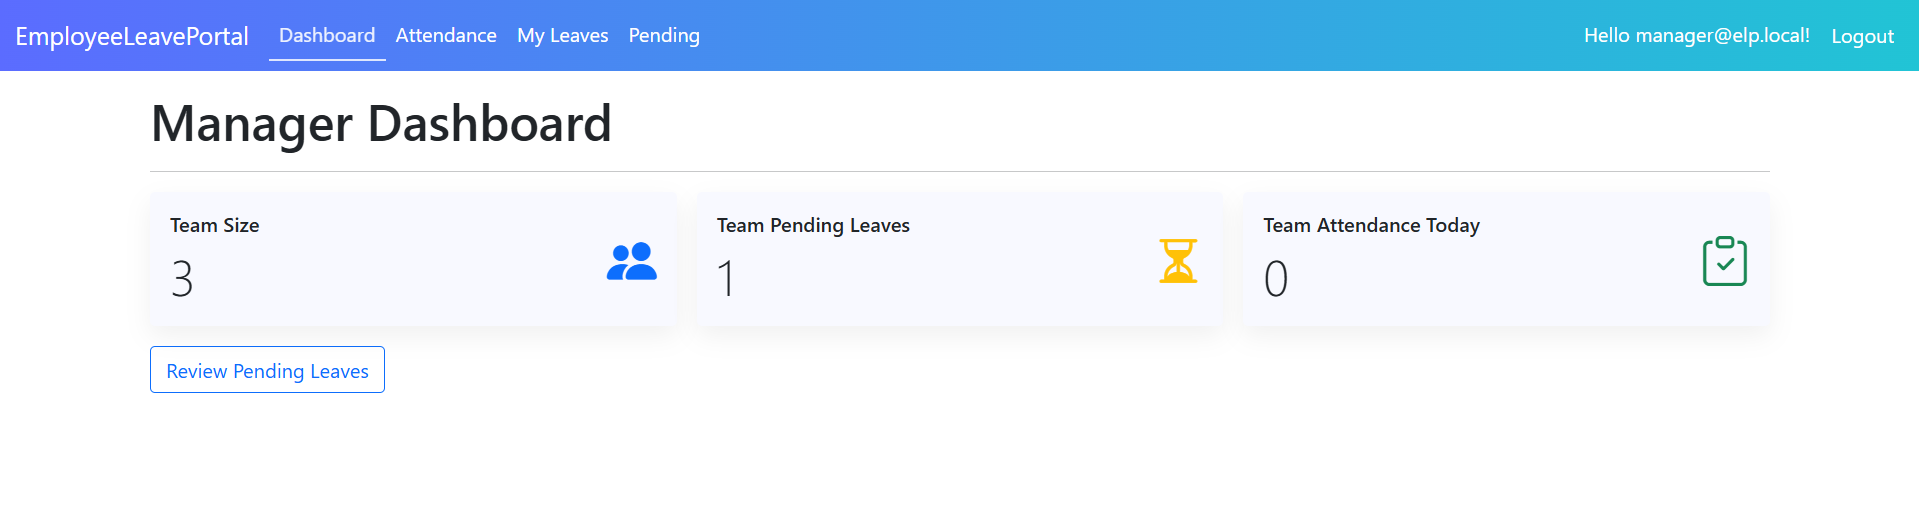 EmployeeLeavePortal Dashboard Attendance My Leaves Pending Hello manager@elp.local! Logout
Manager Dashboard
Team Size
3
Team Pending Leaves
1
Team Attendance Today
0
Review Pending Leaves